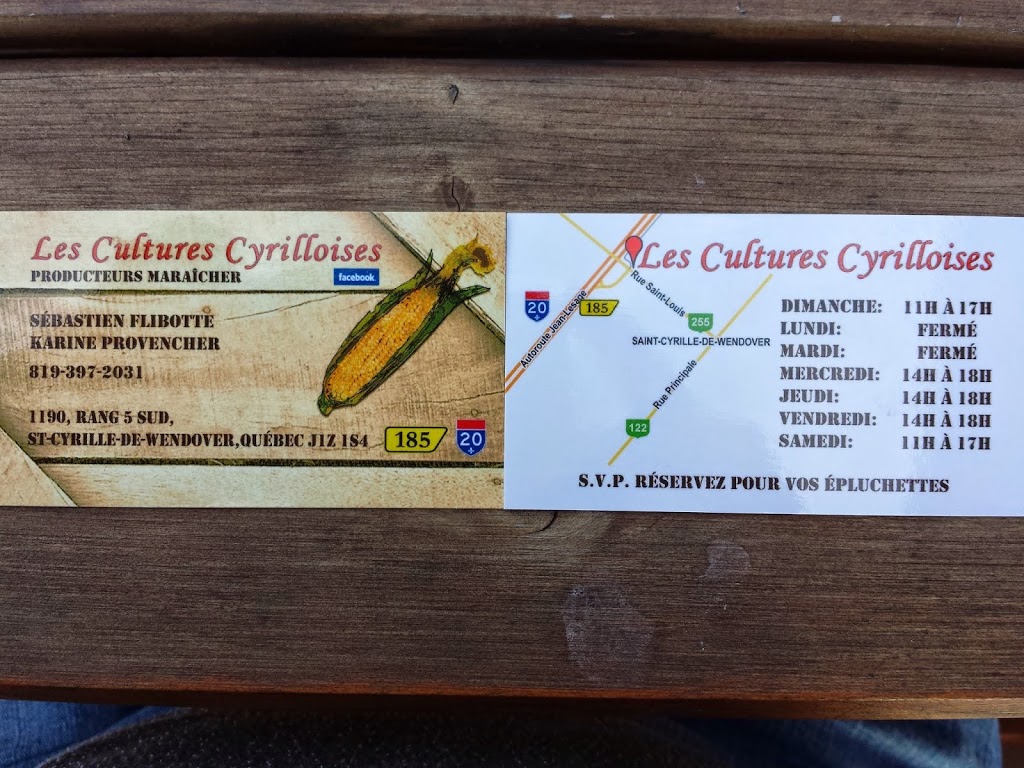 Les Cultures Cyrilloises
PRODUCTEURS MARAÎCHER
facebook
SÉBASTIEN FLIBOTTE
KARINE PROVENCHER
819-397-2031
1190, RANG 5 SUD,
ST-CYRILLE-DE-WENDOVER,QUÉBEC J1Z 1S4
185
20
Les Cultures Cyrilloises
20
185
Autoroute Jean-Lesage
Rue Saint-Louis
255
SAINT-CYRILLE-DE-WENDOVER
Rue Principale
122
DIMANCHE: 11H À 17H
LUNDI: FERMÉ
MARDI: FERMÉ
MERCREDI: 14H À 18H
JEUDI: 14H À 18H
VENDREDI: 14H À 18H
SAMEDI: 11H À 17H
S.V.P. RÉSERVEZ POUR VOS ÉPLUCHETTES